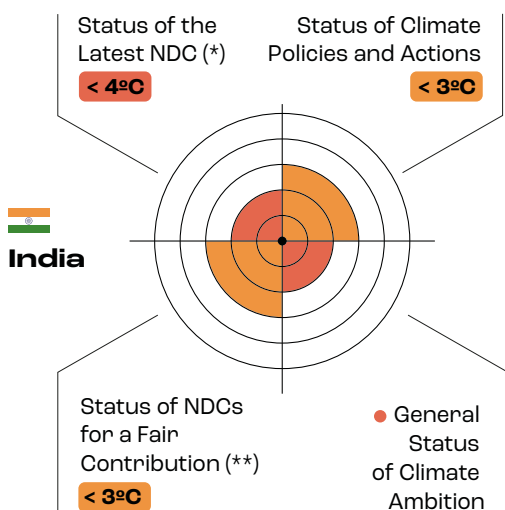 Status of the
Latest NDC (*)
< 4ºC
Status of Climate
Policies and Actions
< 3ºC
India
Status of NDCs
for a Fair
Contribution (**)
< 3ºC
General
Status
of Climate
Ambition